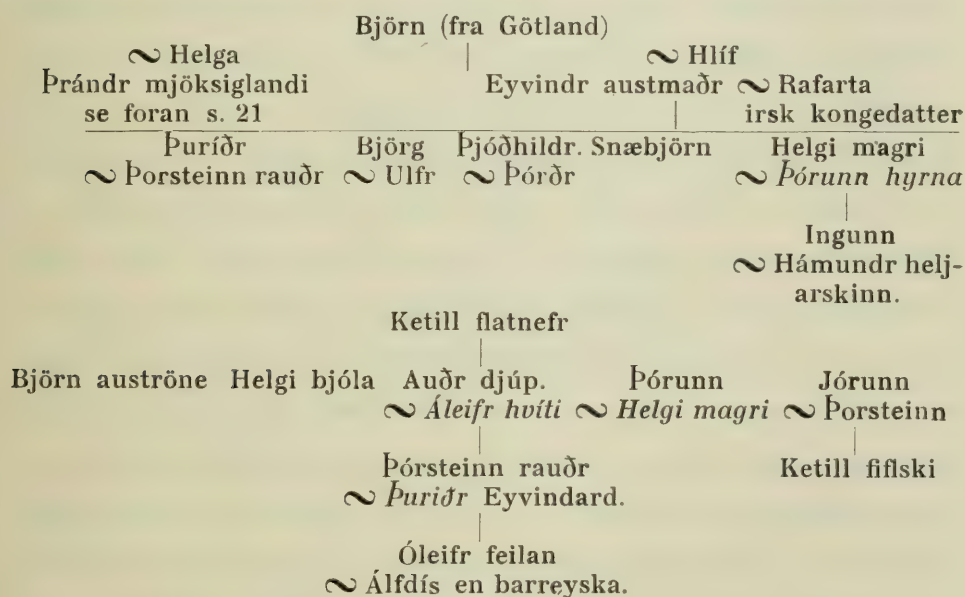 Björn (fra Götland)
∾ Helga ∾ Hlíf
Þrándr mjöksiglandi Eyvindr austmaðr ∾ Rafarta
se foran s. 21 irsk kongedatter
Þuríðr Björg Þjóðhildr. Snæbjörn Helgi magri
∾ Þorsteinn rauðr ∾ Ulfr ∾ Þórðr ∾ Þórunn hyrna
Ingunn
∾ Hámundr helj-
arskinn.
Ketill flatnefr
Björn auströne Helgi bjóla Auðr djúp. Þórunn Jórunn
∾ Áleifr hvíti ∾ Helgi magri ∾ Þorsteinn
Þórsteinn rauðr Ketill fiflski
∾ Þuriðr Eyvindard.
Óleifr feilan
∾ Álfdís en barreyska.